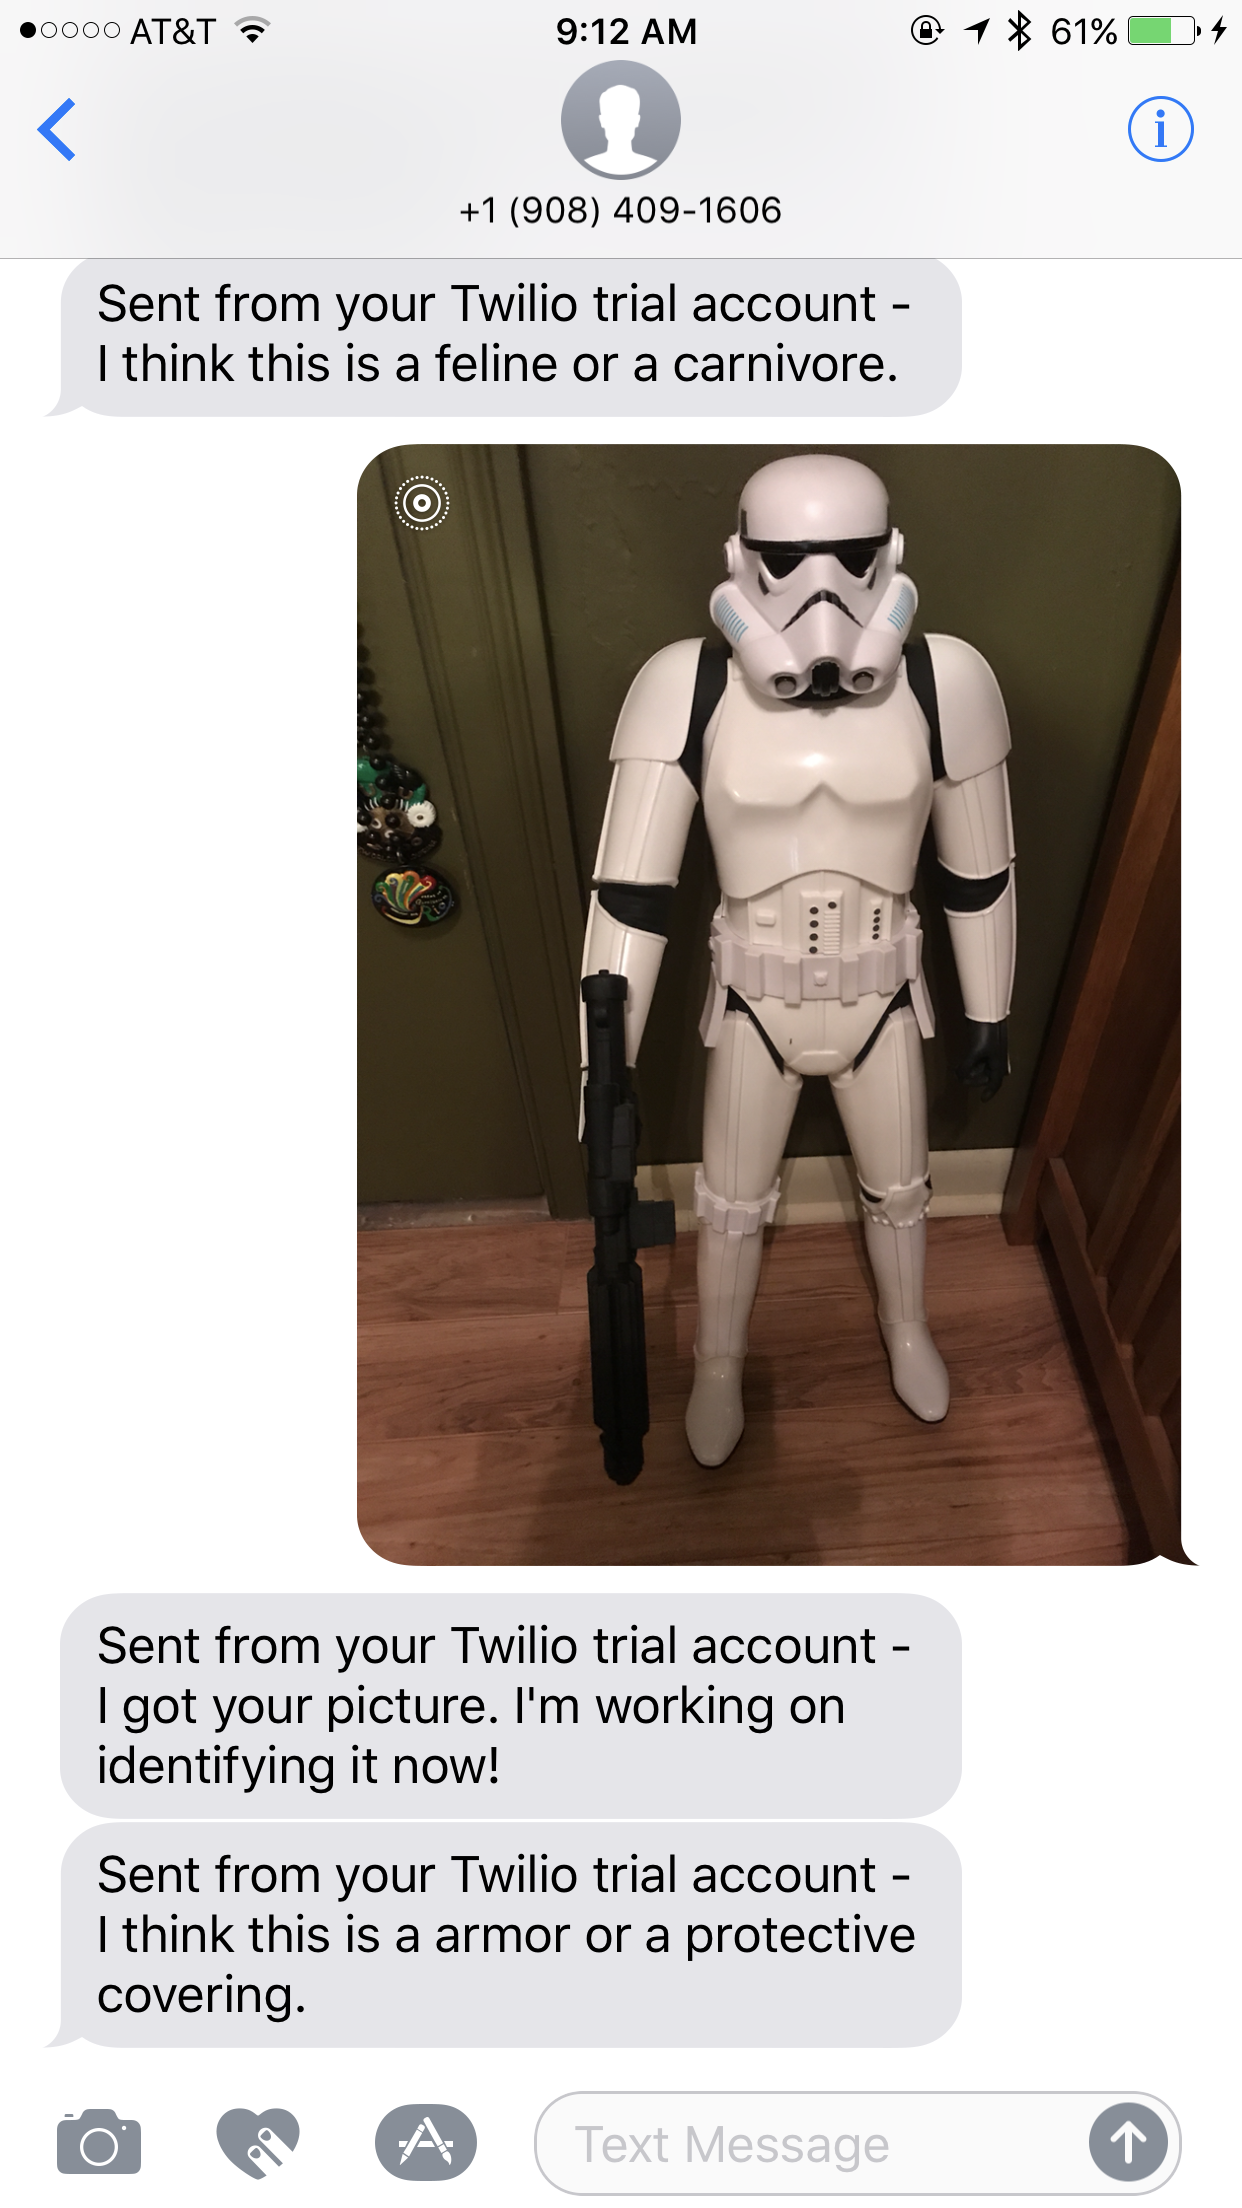 AT&T 9:12 AM 61%
+1 (908) 409-1606
Sent from your Twilio trial account -
I think this is a feline or a carnivore.
Rio
Sent from your Twilio trial account -
I got your picture. I'm working on
identifying it now!
Sent from your Twilio trial account -
I think this is a armor or a protective
covering.
Text Message